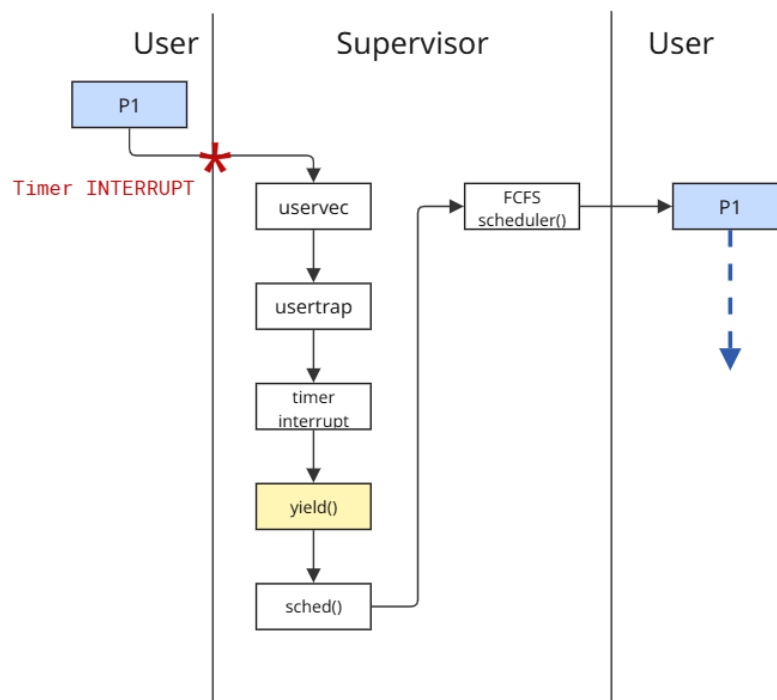 User
Supervisor
User
P1
Timer INTERRUPT
*
uservec
usertrap
timer
interrupt
yield()
sched()
FCFS
scheduler()
P1